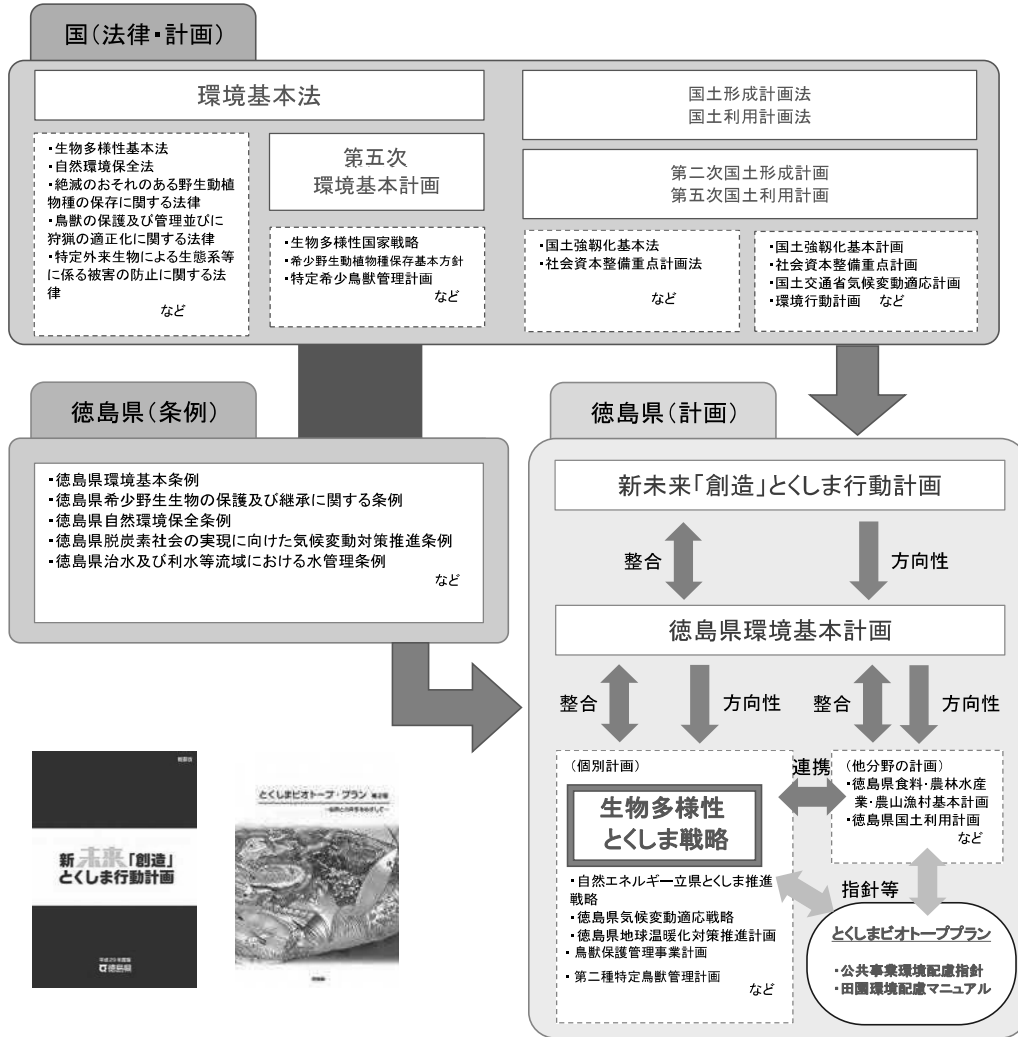 国（法律・計画）
環境基本法
・生物多様性基本法
・自然環境保全法
・絶滅のおそれのある野生動植
物種の保存に関する法律
・鳥獣の保護及び管理並びに
狩猟の適正化に関する法律
・特定外来生物による生態系等
に係る被害の防止に関する法
律
など
第五次
環境基本計画
・生物多様性国家戦略
・希少野生動植物種保存基本方針
・特定希少鳥獣管理計画
など
国土形成計画法
国土利用計画法
第二次国土形成計画
第五次国土利用計画
・国土強靱化基本法
・社会資本整備重点計画法
など
・国土強靱化基本計画
・社会資本整備重点計画
・国土交通省気候変動適応計画
・環境行動計画　など
徳島県（条例）
・徳島県環境基本条例
・徳島県希少野生生物の保護及び継承に関する条例
・徳島県自然環境保全条例
・徳島県脱炭素社会の実現に向けた気候変動対策推進条例
・徳島県治水及び利水等流域における水管理条例
など
徳島県（計画）
新未来「創造」とくしま行動計画
整合
方向性
徳島県環境基本計画
整合
方向性
整合
方向性
（個別計画）
生物多様性
とくしま戦略
・自然エネルギー立県とくしま推進
戦略
・徳島県気候変動適応戦略
・徳島県地球温暖化対策推進計画
・鳥獣保護管理事業計画
・第二種特定鳥獣管理計画
など
連携
（他分野の計画）
・徳島県食料・農林水産
業・農山漁村基本計画
・徳島県国土利用計画
など
指針等
とくしまビオトーププラン
・公共事業環境配慮指針
・田園環境配慮マニュアル
新未来「創造」
とくしま行動計画
平成29年度版
徳島県
とくしまビオトープ・プラン 第2版
－自然との共生をめざして－
徳島県